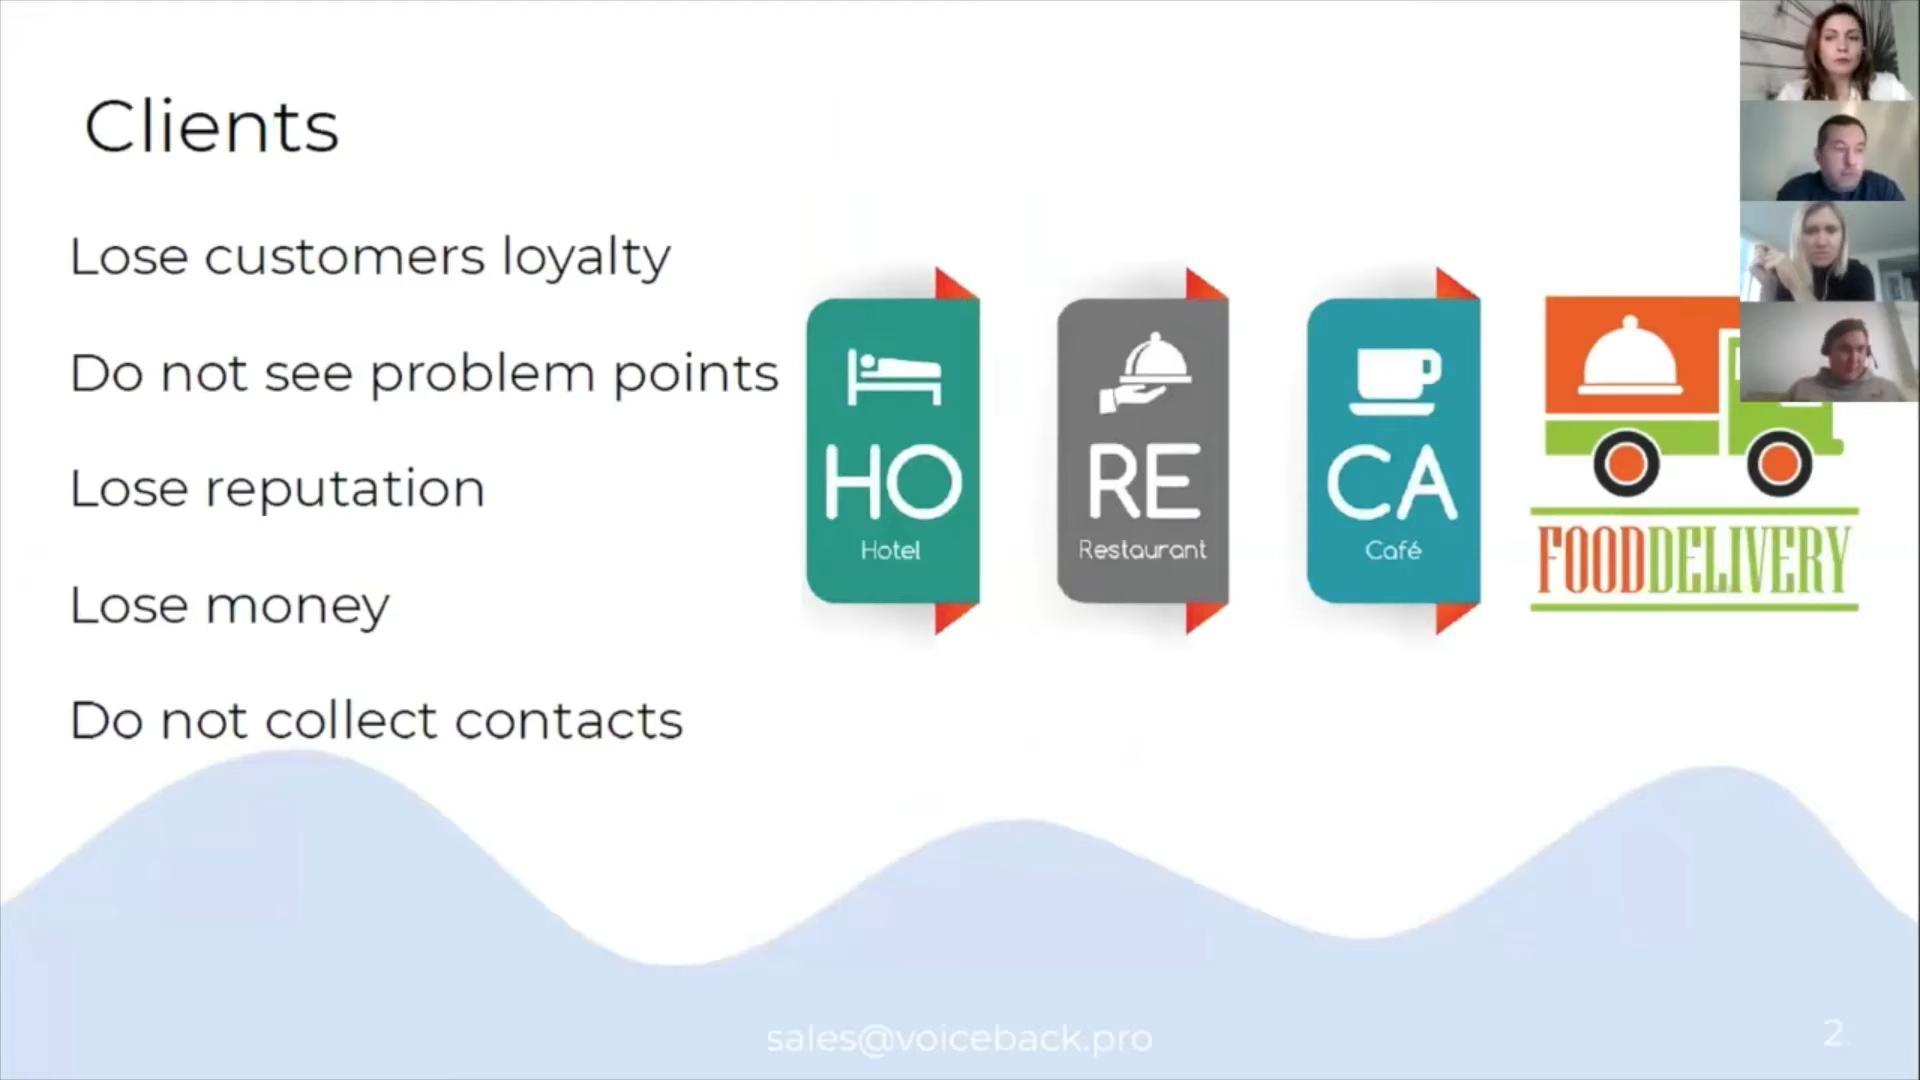 Clients
Lose customers loyalty
Do not see problem points
Lose reputation
Lose money
Do not collect contacts
HO
Hotel
RE
Restaurant
CA
Café
FOODDELIVERY
sales@voiceback.pro
2